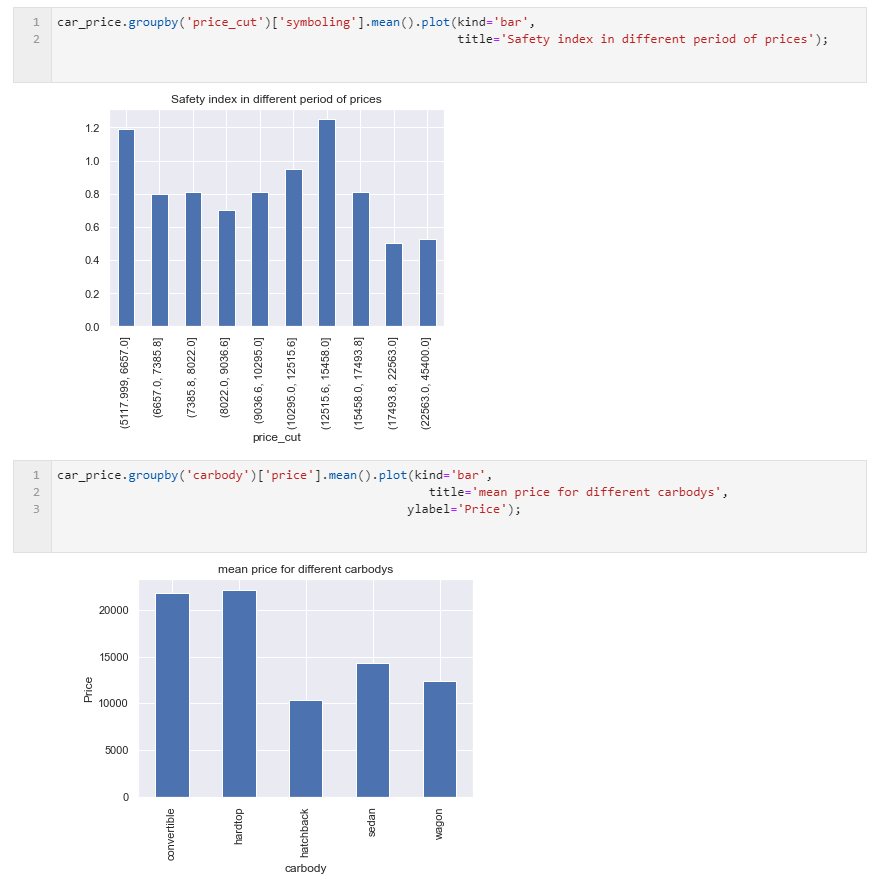 1 car_price.groupby('price_cut')['symboling'].mean().plot(kind='bar',
2 title='Safety index in different period of prices');
Safety index in different period of prices
1.2
1.0
0.8
0.6
0.4
0.2
0.0
(5117.999, 6657.0]
(6657.0, 7385.8]
(7385.8, 8022.0]
(8022.0, 9036.6]
(9036.6, 10295.0]
(10295.0, 12515.6]
(12515.6, 15458.0]
(15458.0, 17493.8]
(17493.8, 22563.0]
(22563.0, 45400.0]
price_cut
1 car_price.groupby('carbody')['price'].mean().plot(kind='bar',
2 title='mean price for different carbodys',
3 ylabel='Price');
mean price for different carbodys
Price
20000
15000
10000
5000
0
convertible
hardtop
hatchback
sedan
wagon
carbody